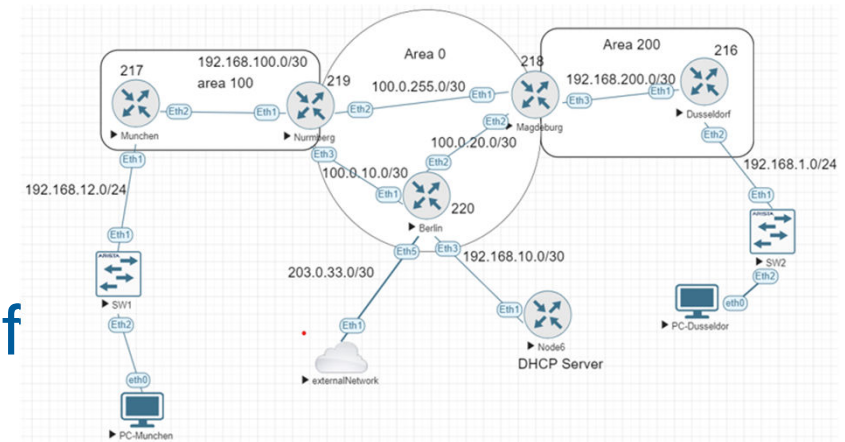 Area 0
Area 200
216
192.168.100.0/30
218
217
area 100
219
100.0.255.0/30
192.168.200.0/30
Eth1
Eth3
Eth1
Eth2
Eth1
Eth2
Dusseldorf
Munchen
Nurmberg
Eth2
Magdeburg
Eth2
100.0.20.0/30
Eth1
Eth3
Eth2
192.168.1.0/24
100.0.10.0/30
192.168.12.0/24
Eth1
Eth1
220
Berlin
Eth1
ARISTA
Eth5
Eth3
192.168.10.0/30
ARISTA
SW2
203.0.33.0/30
Eth2
SW1
eth0
f
Eth2
Eth1
Eth1
PC-Dusseldor
Node6
DHCP Server
eth0
externalNetwork
PC-Munchen